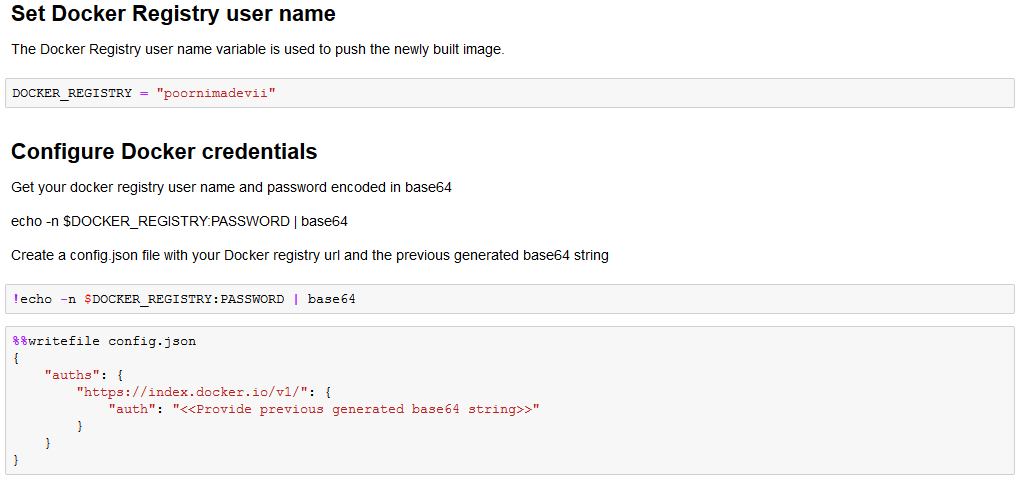 Set Docker Registry user name
The Docker Registry user name variable is used to push the newly built image.
DOCKER_REGISTRY = "poornimadevii"
Configure Docker credentials
Get your docker registry user name and password encoded in base64
echo -n $DOCKER_REGISTRY:PASSWORD | base64
Create a config.json file with your Docker registry url and the previous generated base64 string
!echo -n $DOCKER_REGISTRY:PASSWORD | base64
%%writefile config.json
{
    "auths": {
        "https://index.docker.io/v1/": {
            "auth": "<<Provide previous generated base64 string>>"
        }
    }
}